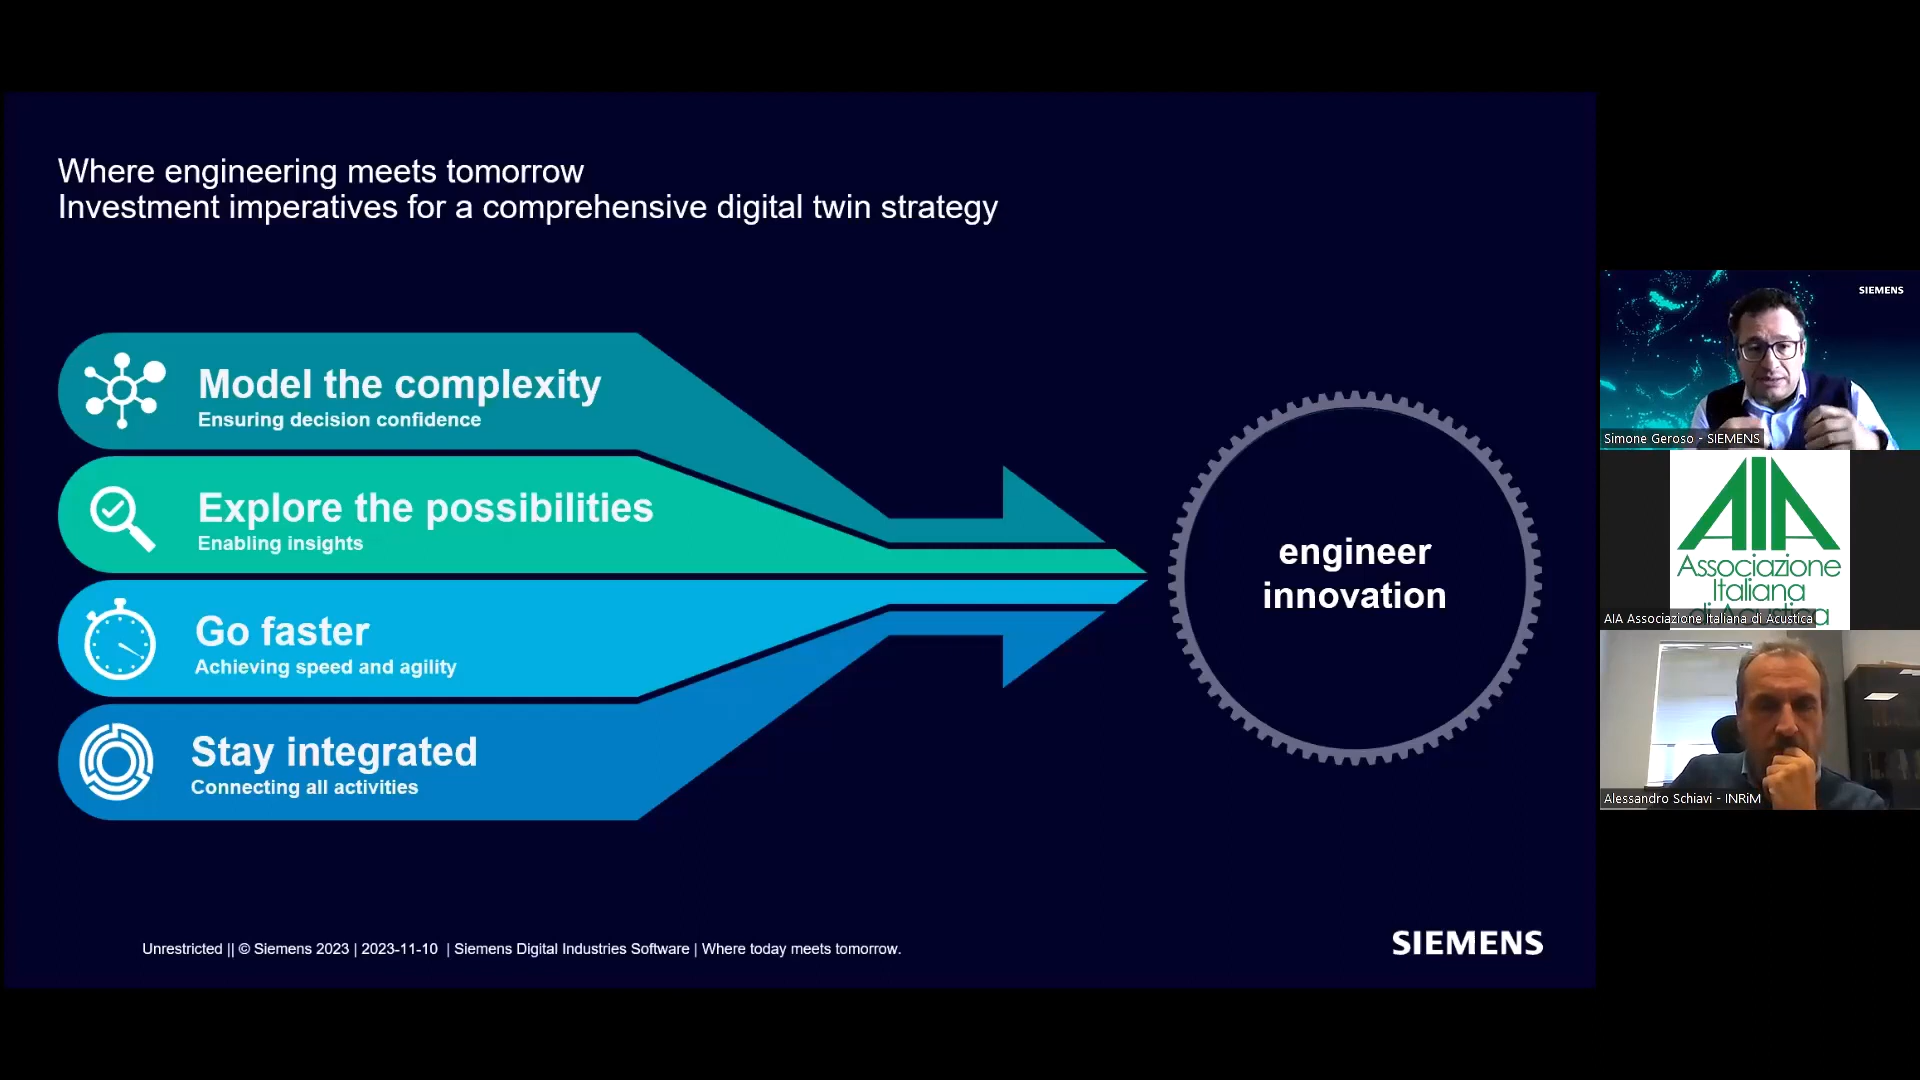 Where engineering meets tomorrow
Investment imperatives for a comprehensive digital twin strategy
Model the complexity
Ensuring decision confidence
Explore the possibilities
Enabling insights
Go faster
Achieving speed and agility
Stay integrated
Connecting all activities
engineer
innovation
Unrestricted || © Siemens 2023 | 2023-11-10 | Siemens Digital Industries Software | Where today meets tomorrow.
SIEMENS
SIEMENS
Simone Geroso - SIEMENS
AIA
Associazione
Italiana
di Acustica
AIA Associazione Italiana di Acustica
Alessandro Schiavi - INRiM